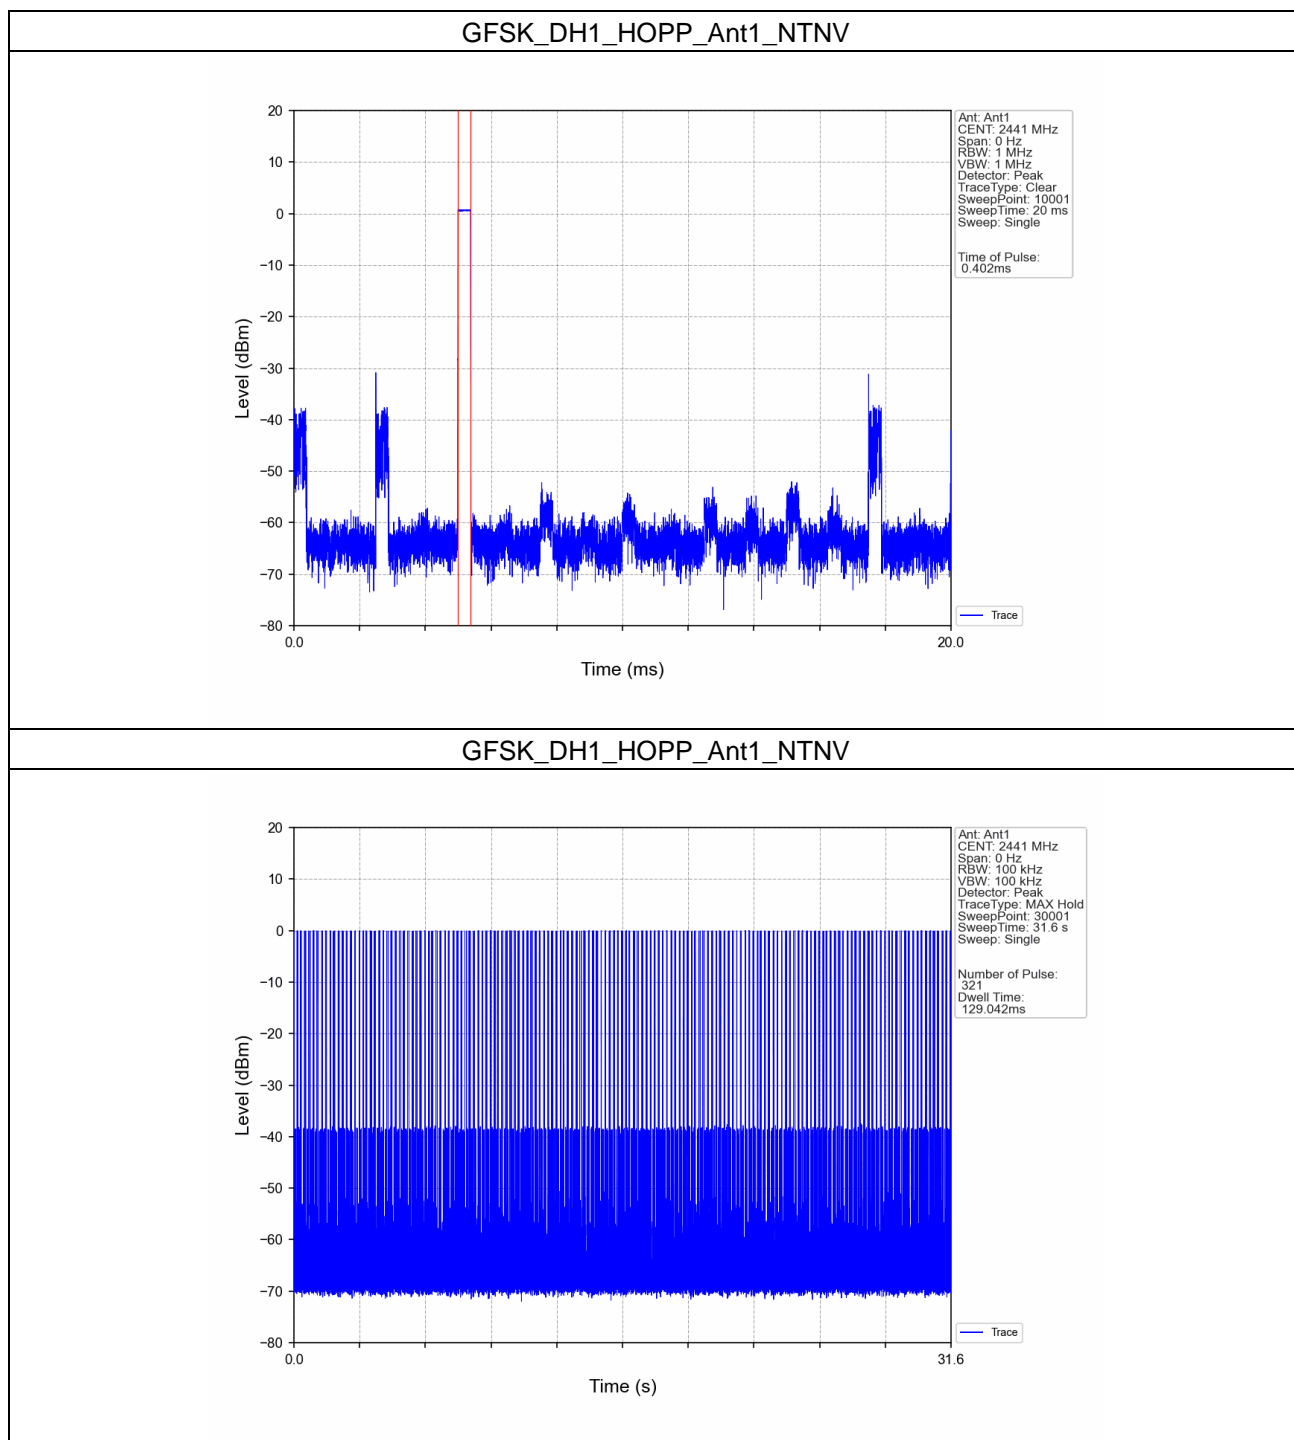 GFSK_DH1_HOPP_Ant1_NTNV
20
10
0
−10
−20
−30
−40
−50
−60
−70
−80
Level (dBm)
0.0
20.0
Time (ms)
Ant: Ant1
CENT: 2441 MHz
Span: 0 Hz
RBW: 1 MHz
VBW: 1 MHz
Detector: Peak
TraceType: Clear
SweepPoint: 10001
SweepTime: 20 ms
Sweep: Single
Time of Pulse:
0.402ms
Trace
GFSK_DH1_HOPP_Ant1_NTNV
20
10
0
−10
−20
−30
−40
−50
−60
−70
−80
Level (dBm)
0.0
31.6
Time (s)
Ant: Ant1
CENT: 2441 MHz
Span: 0 Hz
RBW: 100 kHz
VBW: 100 kHz
Detector: Peak
TraceType: MAX Hold
SweepPoint: 30001
SweepTime: 31.6 s
Sweep: Single
Number of Pulse:
321
Dwell Time:
129.042ms
Trace